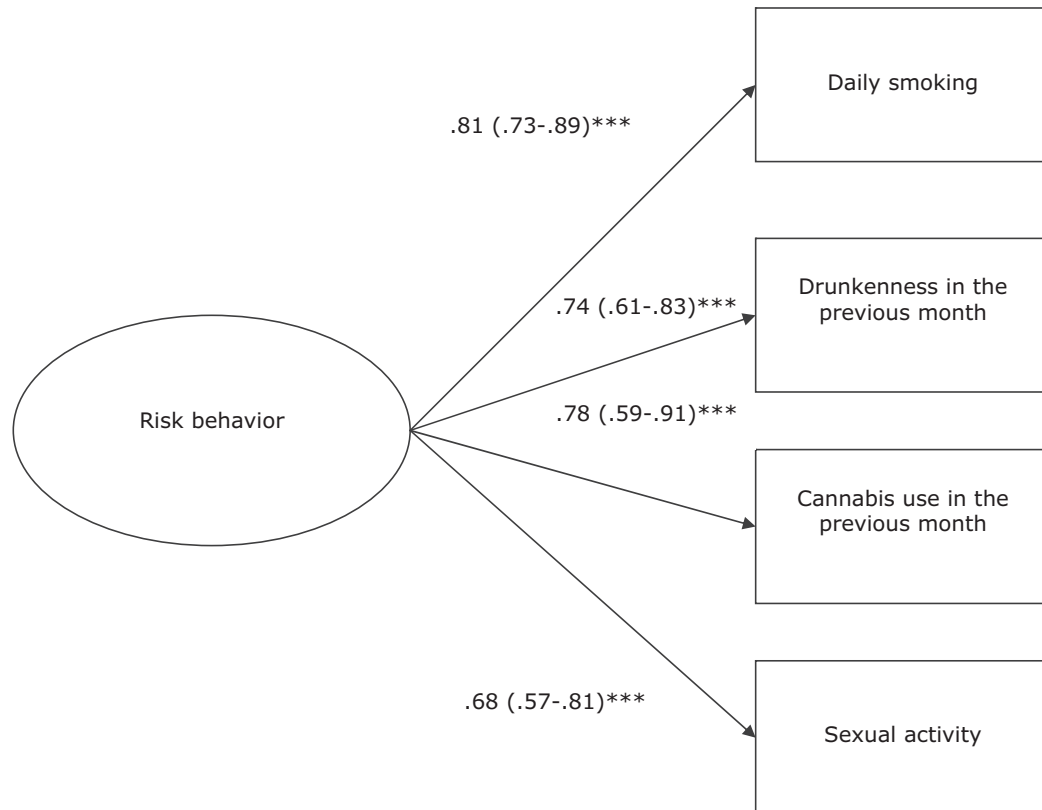 Daily smoking
.81 (.73-.89)***
Drunkenness in the
previous month
.74 (.61-.83)***
Risk behavior
.78 (.59-.91)***
Cannabis use in the
previous month
.68 (.57-.81)***
Sexual activity